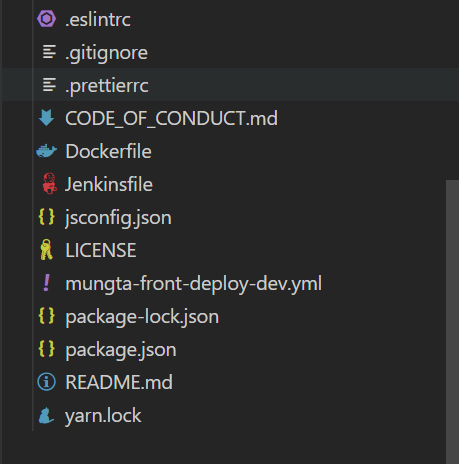 .eslintrc
.gitignore
.prettierrc
CODE_OF_CONDUCT.md
Dockerfile
Jenkinsfile
jsconfig.json
LICENSE
mungta-front-deploy-dev.yml
package-lock.json
package.json
README.md
yarn.lock